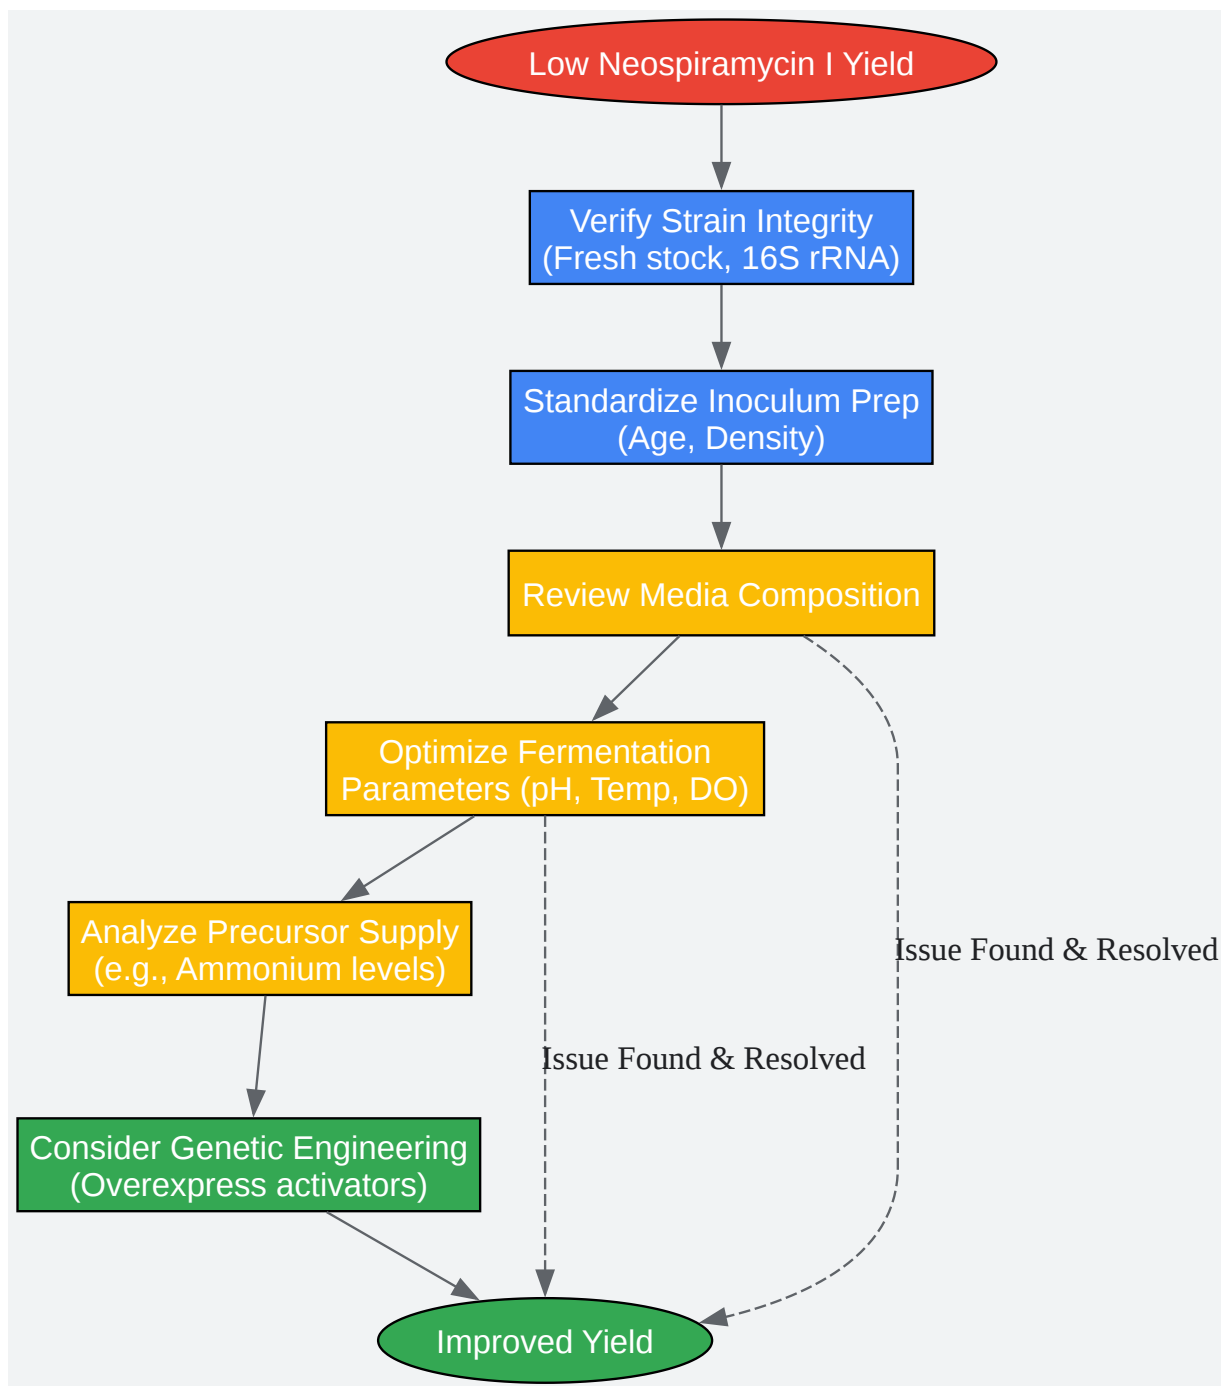 Low Neospiramycin I Yield
Verify Strain Integrity
(Fresh stock, 16S rRNA)
Standardize Inoculum Prep
(Age, Density)
Review Media Composition
Optimize Fermentation
Parameters (pH, Temp, DO)
Analyze Precursor Supply
(e.g., Ammonium levels)
Issue Found & Resolved
Issue Found & Resolved
Consider Genetic Engineering
(Overexpress activators)
Improved Yield